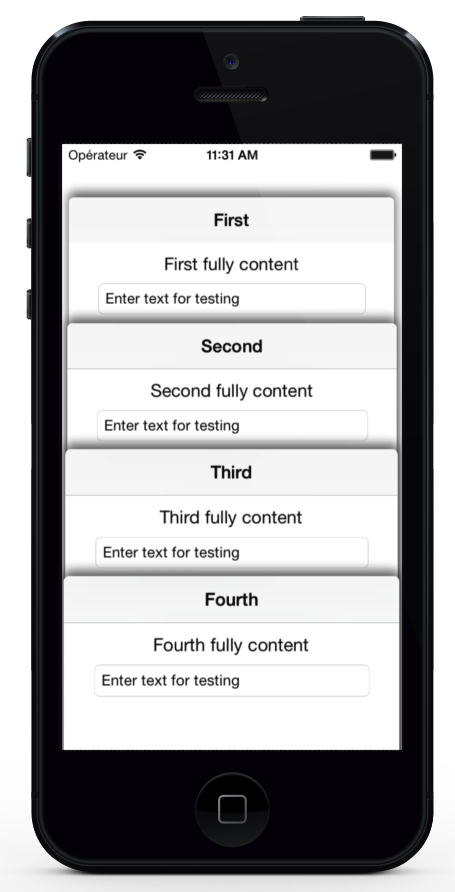 Opérateur 11:31 AM
First
First fully content
Enter text for testing
Second
Second fully content
Enter text for testing
Third
Third fully content
Enter text for testing
Fourth
Fourth fully content
Enter text for testing